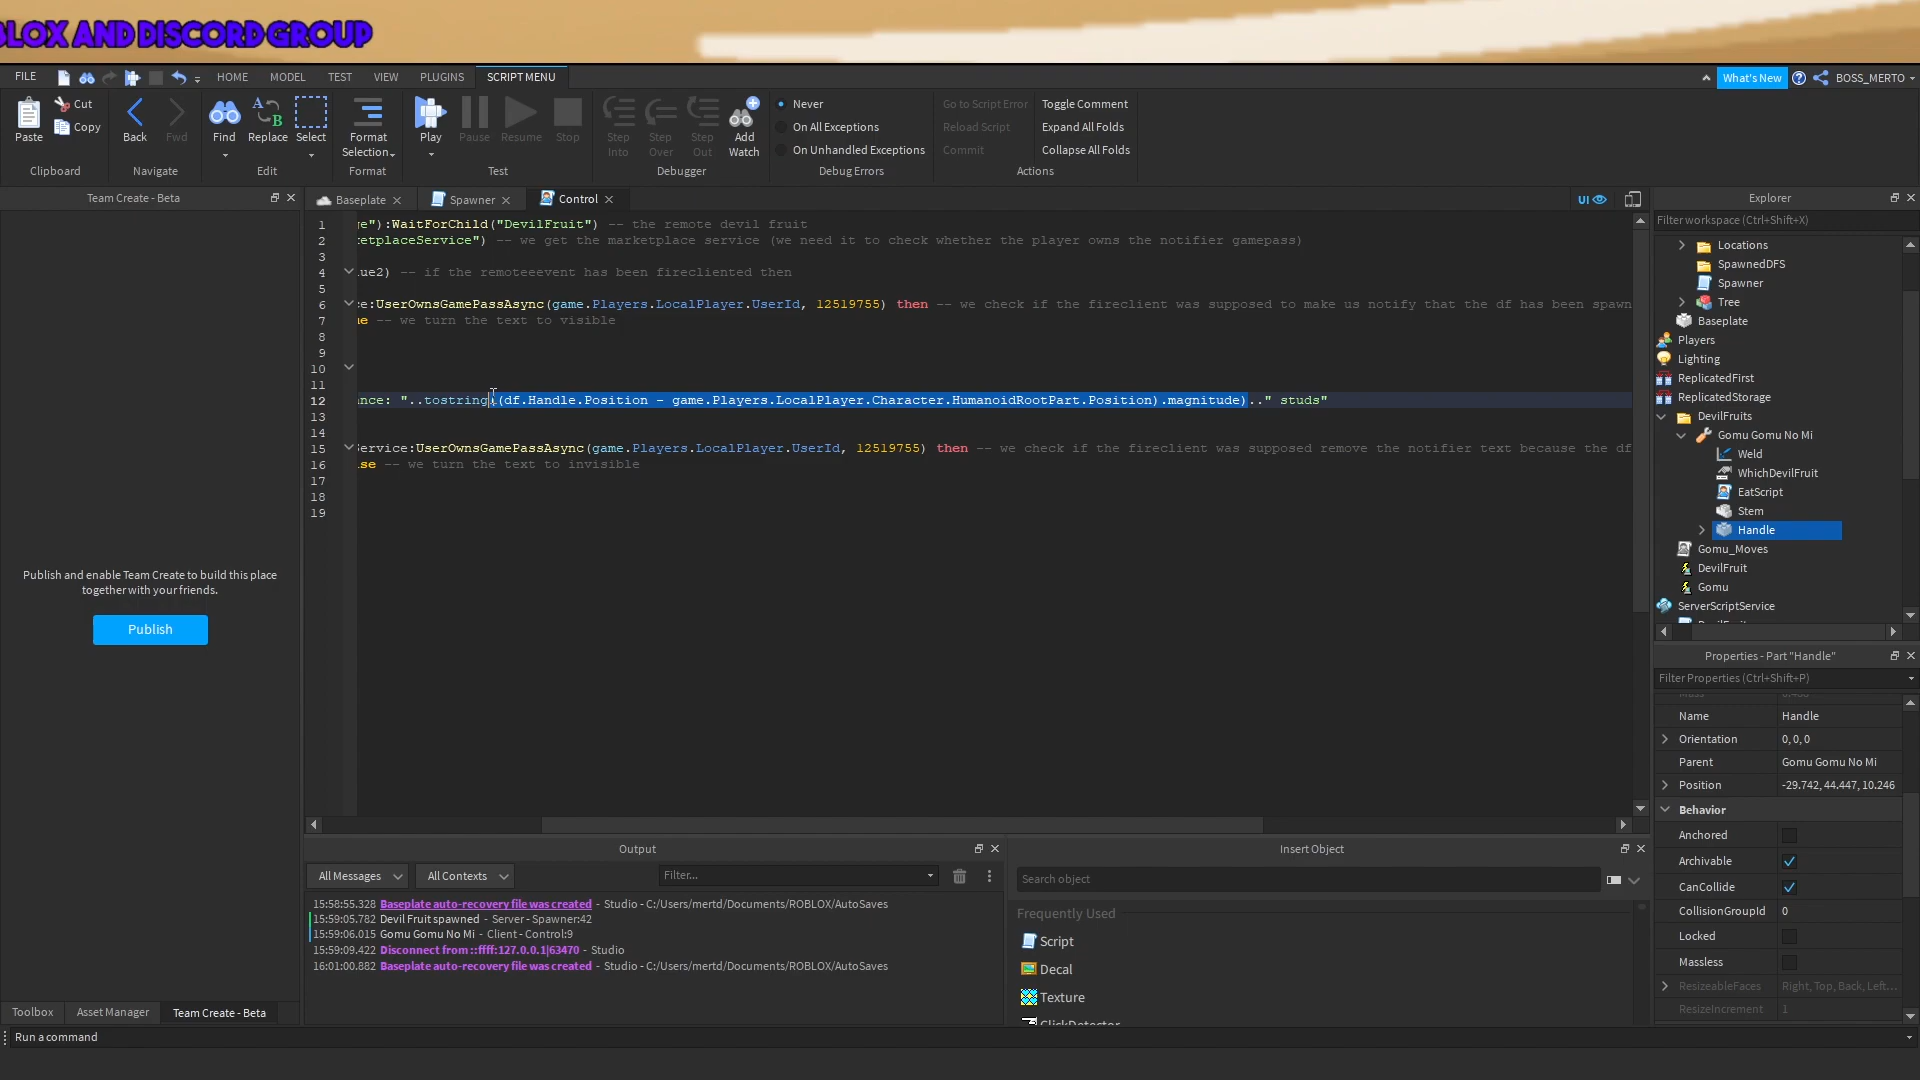 BLOX AND DISCORD GROUP
FILE HOME MODEL TEST VIEW PLUGINS SCRIPT MENU What's New BOSS_MERTO
Paste Cut Copy
Back Fwd
Find Replace Select
Format Selection
Play Pause Resume Stop
Step Into Step Over Step Out Add Watch
Never
On All Exceptions
On Unhandled Exceptions
Go to Script Error
Reload Script
Commit
Toggle Comment
Expand All Folds
Collapse All Folds
Clipboard Navigate Edit Format Test Debugger Debug Errors Actions
Team Create - Beta
Publish and enable Team Create to build this place
together with your friends.
Publish
Toolbox Asset Manager Team Create - Beta
Baseplate Spawner Control UI
1 ge"):WaitForChild("DevilFruit") -- the remote devil fruit
2 ketplaceService") -- we get the marketplace service (we need it to check whether the player owns the notifier gamepass)
3
4 lue2) -- if the remoteeevent has been firecliented then
5
6 ce:UserOwnsGamePassAsync(game.Players.LocalPlayer.UserId, 12519755) then -- we check if the fireclient was supposed to make us notify that the df has been spawn
7 ue -- we turn the text to visible
8
9
10
11
12 ance: "..tostring((df.Handle.Position - game.Players.LocalPlayer.Character.HumanoidRootPart.Position).magnitude).." studs"
13
14
15 Service:UserOwnsGamePassAsync(game.Players.LocalPlayer.UserId, 12519755) then -- we check if the fireclient was supposed remove the notifier text because the df
16 lse -- we turn the text to invisible
17
18
19
Output
All Messages All Contexts Filter...
15:58:55.328 Baseplate auto-recovery file was created - Studio - C:/Users/mertd/Documents/ROBLOX/AutoSaves
15:59:05.782 Devil Fruit spawned - Server - Spawner:42
15:59:06.015 Gomu Gomu No Mi - Client - Control:9
15:59:09.422 Disconnect from ::ffff:127.0.0.1|63470 - Studio
16:01:00.882 Baseplate auto-recovery file was created - Studio - C:/Users/mertd/Documents/ROBLOX/AutoSaves
Insert Object
Search object
Frequently Used
Script
Decal
Texture
ClickDetector
Explorer
Filter workspace (Ctrl+Shift+X)
Locations
SpawnedDFS
Spawner
Tree
Baseplate
Players
Lighting
ReplicatedFirst
ReplicatedStorage
DevilFruits
Gomu Gomu No Mi
Weld
WhichDevilFruit
EatScript
Stem
Handle
Gomu_Moves
DevilFruit
Gomu
ServerScriptService
Properties - Part "Handle"
Filter Properties (Ctrl+Shift+P)
Name Handle
Orientation 0, 0, 0
Parent Gomu Gomu No Mi
Position -29.742, 44.447, 10.246
Behavior
Anchored
Archivable
CanCollide
CollisionGroupId 0
Locked
Massless
ResizeableFaces Right, Top, Back, Left...
ResizeIncrement 1
Run a command